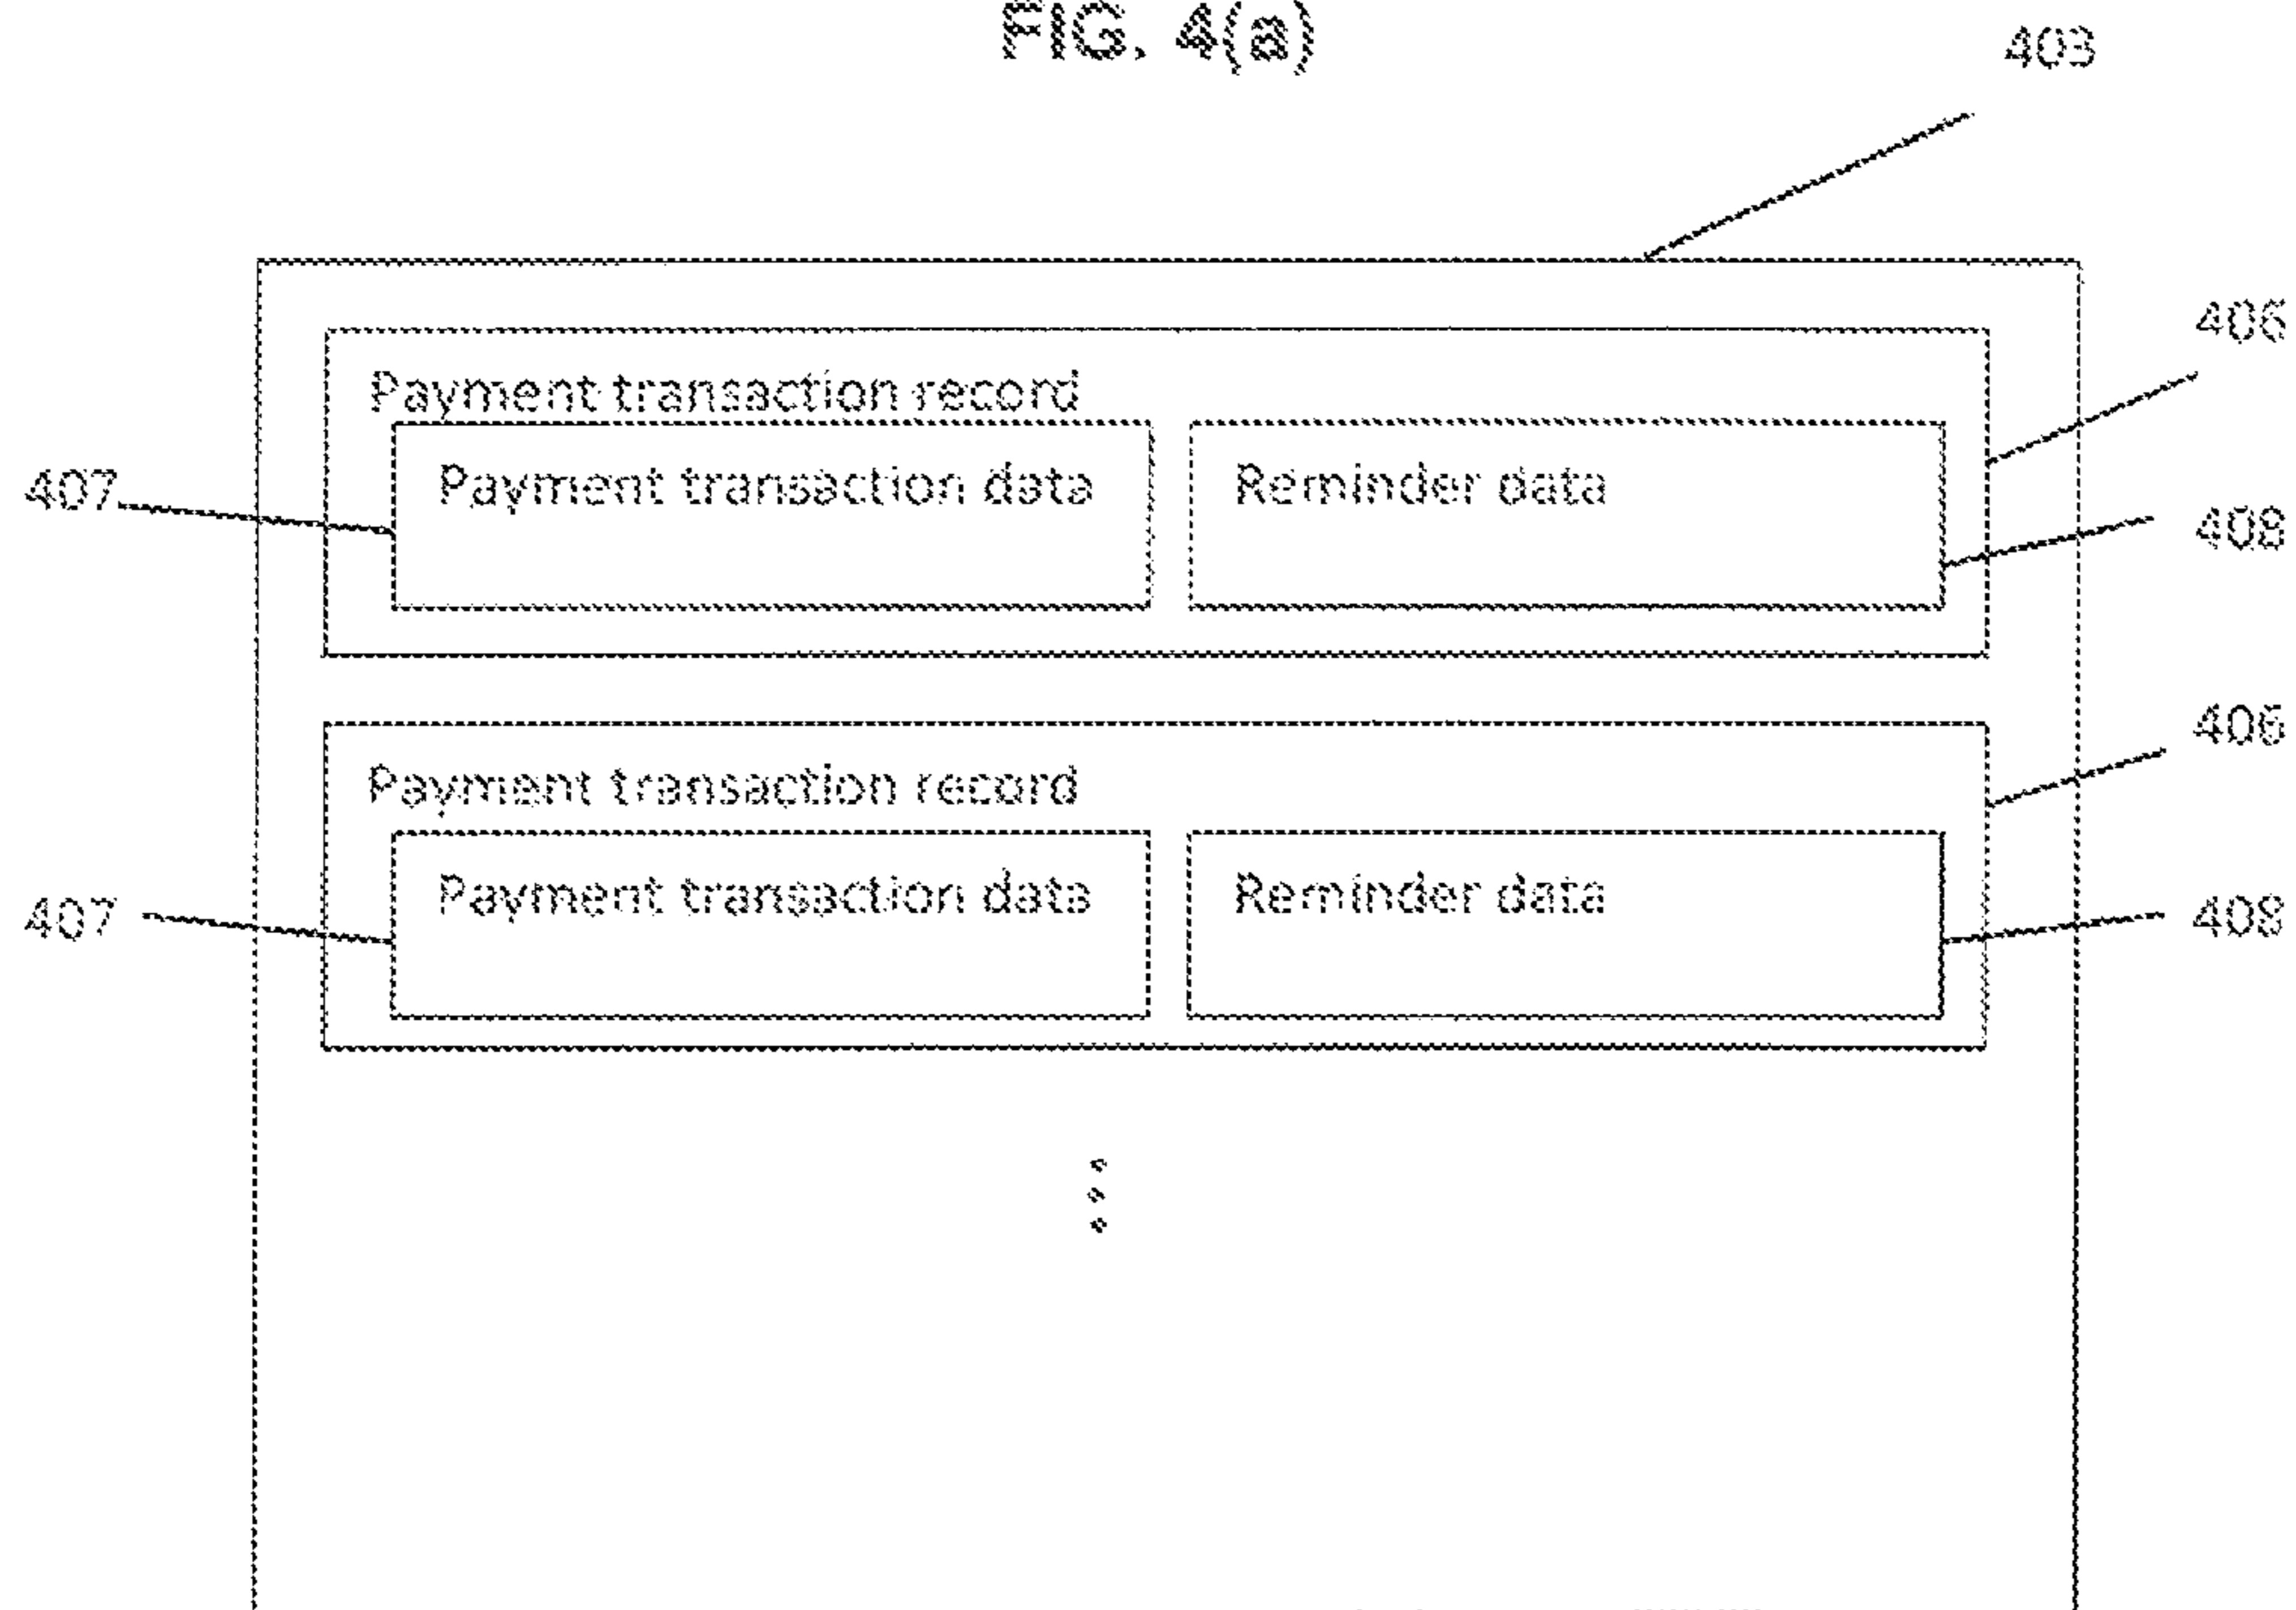 FIG. 4(a)
403
406
Payment transaction record
407
Payment transaction data
Reminder data
408
406
Payment transaction record
407
Payment transaction data
Reminder data
408